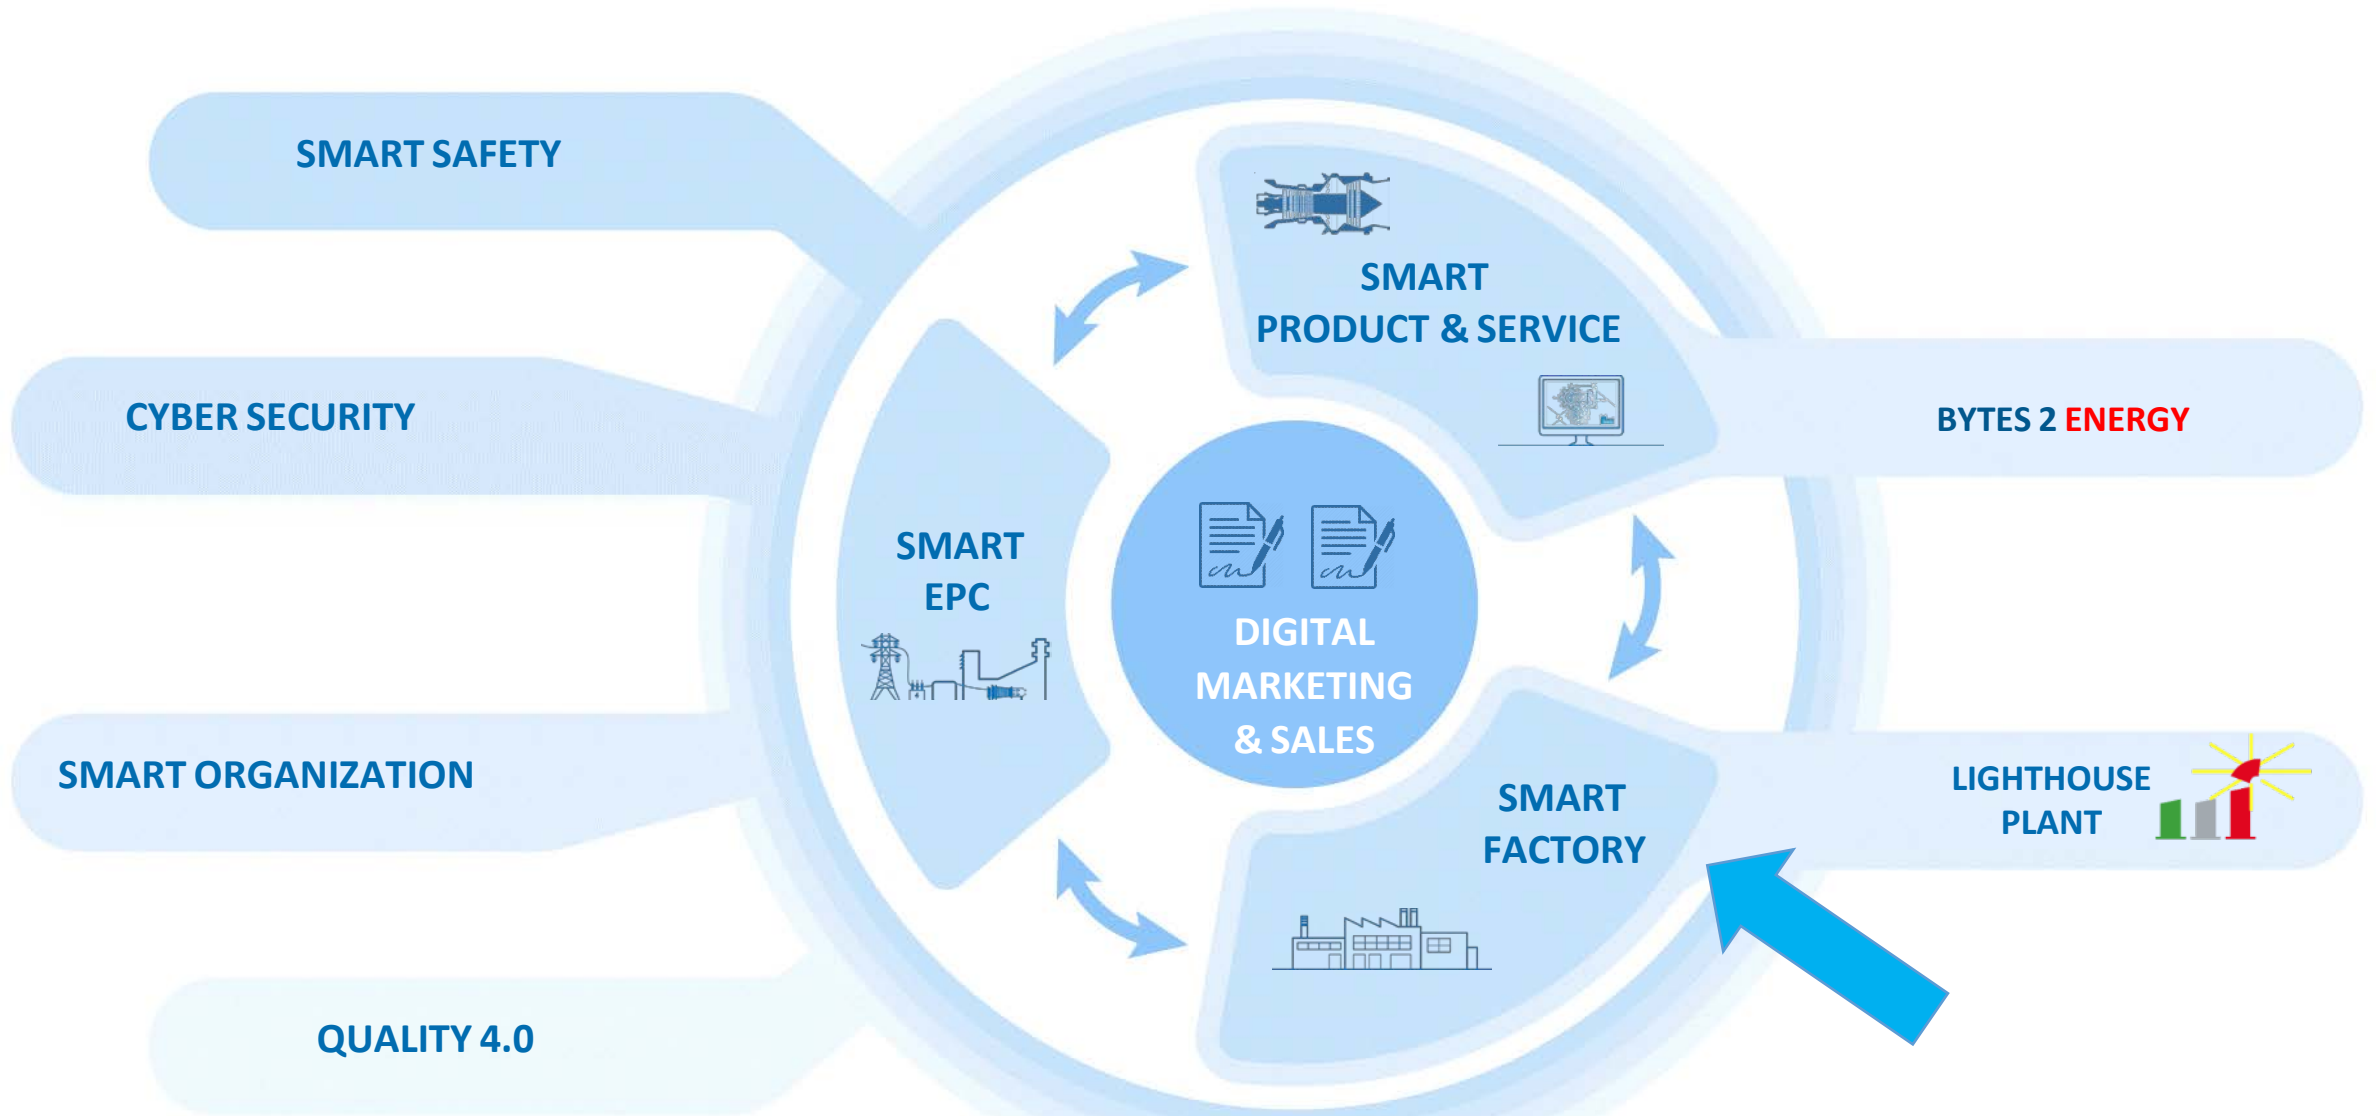 SMART SAFETY
CYBER SECURITY
SMART ORGANIZATION
QUALITY 4.0
SMART
EPC
SMART
PRODUCT & SERVICE
DIGITAL
MARKETING
& SALES
SMART
FACTORY
BYTES 2 ENERGY
LIGHTHOUSE
PLANT